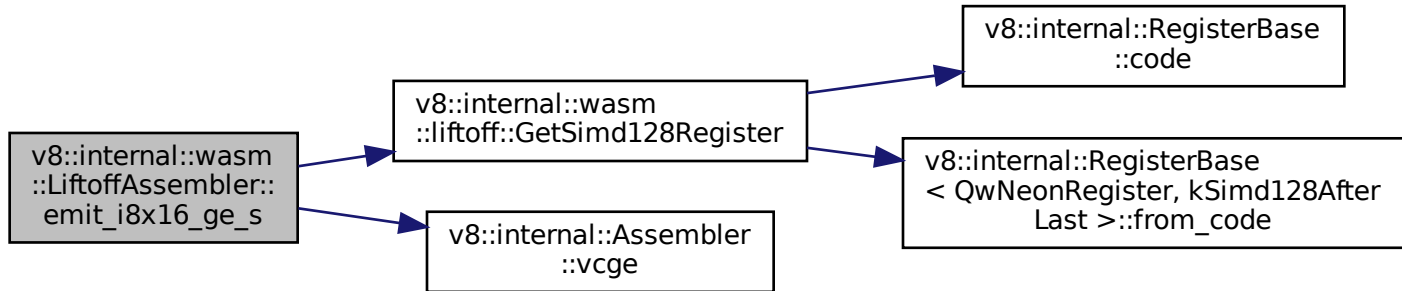 v8::internal::wasm
::LiftoffAssembler::
emit_i8x16_ge_s
v8::internal::wasm
::liftoff::GetSimd128Register
v8::internal::Assembler
::vcge
v8::internal::RegisterBase
::code
v8::internal::RegisterBase
< QwNeonRegister, kSimd128After
Last >::from_code